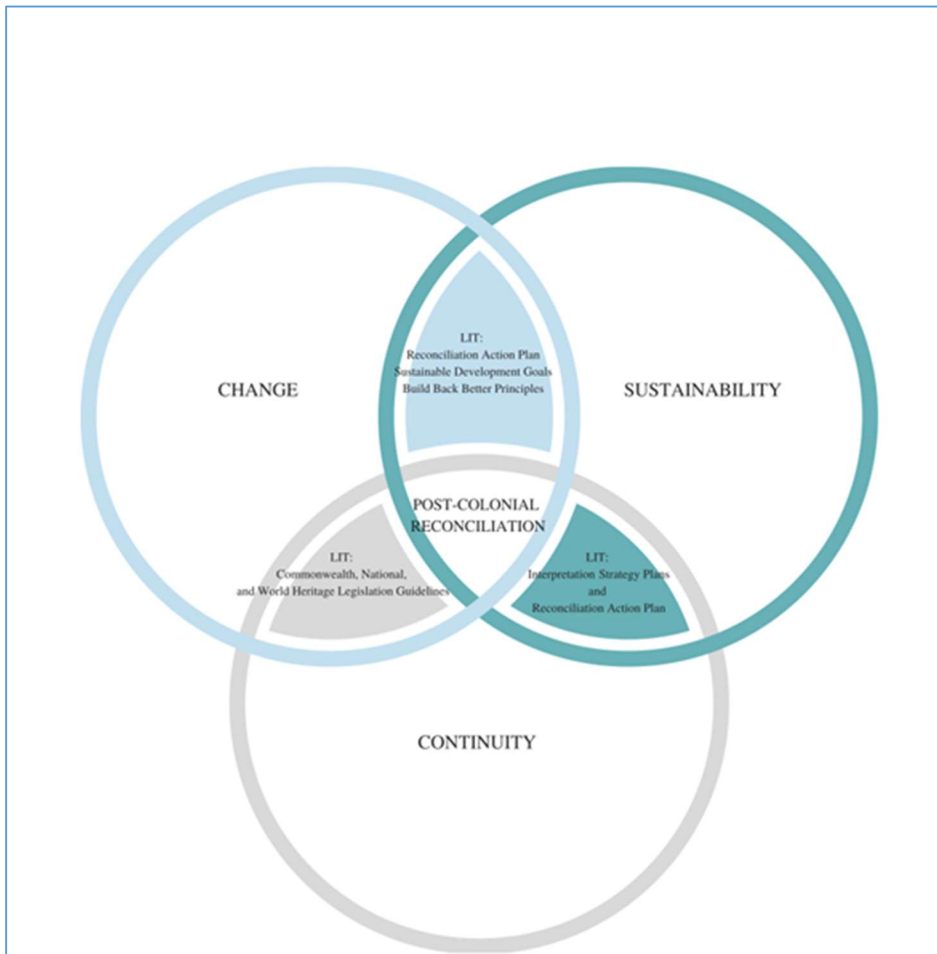 LIT:
Reconciliation Action Plan
Sustainable Development Goals
Build Back Better Principles
CHANGE
SUSTAINABILITY
POST-COLONIAL
RECONCILIATION
LIT:
Commonwealth, National,
and World Heritage Legislation Guidelines
LIT:
Interpretation Strategy Plans
and
Reconciliation Action Plan
CONTINUITY